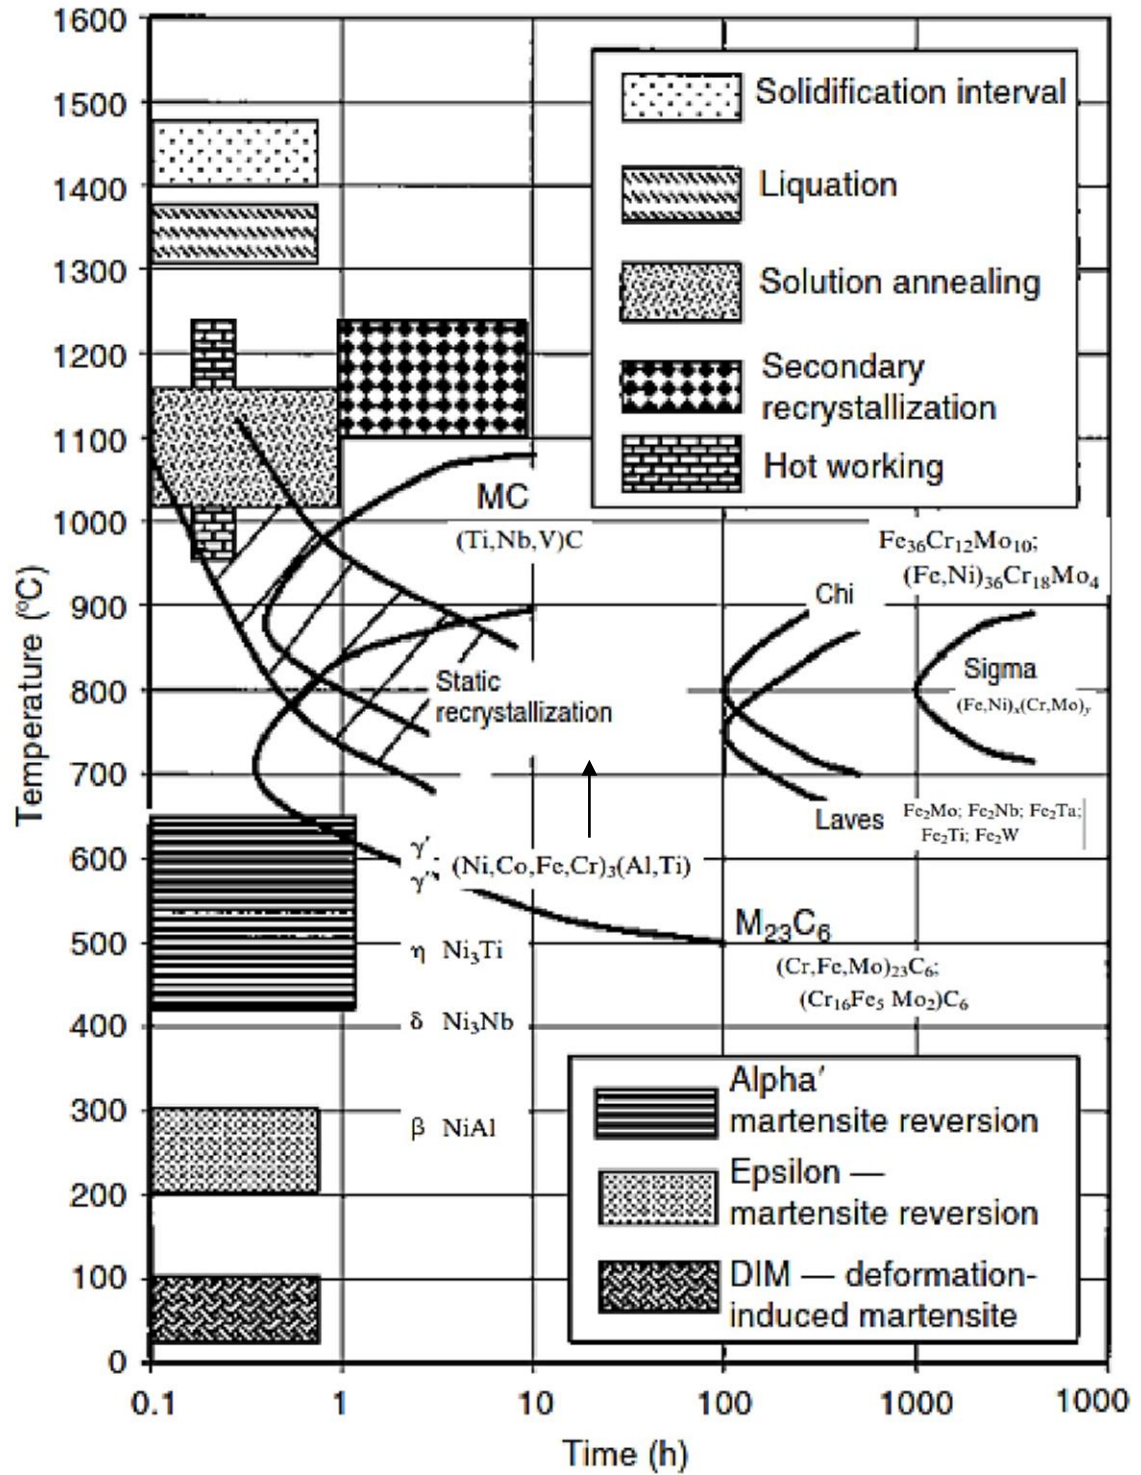 1600
1500
1400
1300
1200
1100
1000
900
800
700
600
500
400
300
200
100
0
Temperature (°C)
Solidification interval
Liquation
Solution annealing
Secondary
recrystallization
Hot working
MC
(Ti,Nb,V)C
Fe₃₆Cr₁₂Mo₁₀;
(Fe,Ni)₃₆Cr₁₈Mo₄
Chi
Sigma
(Fe,Ni)ₓ(Cr,Mo)ᵧ
Static
recrystallization
Laves
Fe₂Mo; Fe₂Nb; Fe₂Ta;
Fe₂Ti; Fe₂W
γ'
γ" (Ni,Co,Fe,Cr)₃(Al,Ti)
M₂₃C₆
(Cr,Fe,Mo)₂₃C₆;
(Cr₁₆Fe₅ Mo₂)C₆
η Ni₃Ti
δ Ni₃Nb
β NiAl
Alpha′
martensite reversion
Epsilon —
martensite reversion
DIM — deformation-
induced martensite
0.1 1 10 100 1000 1000
Time (h)